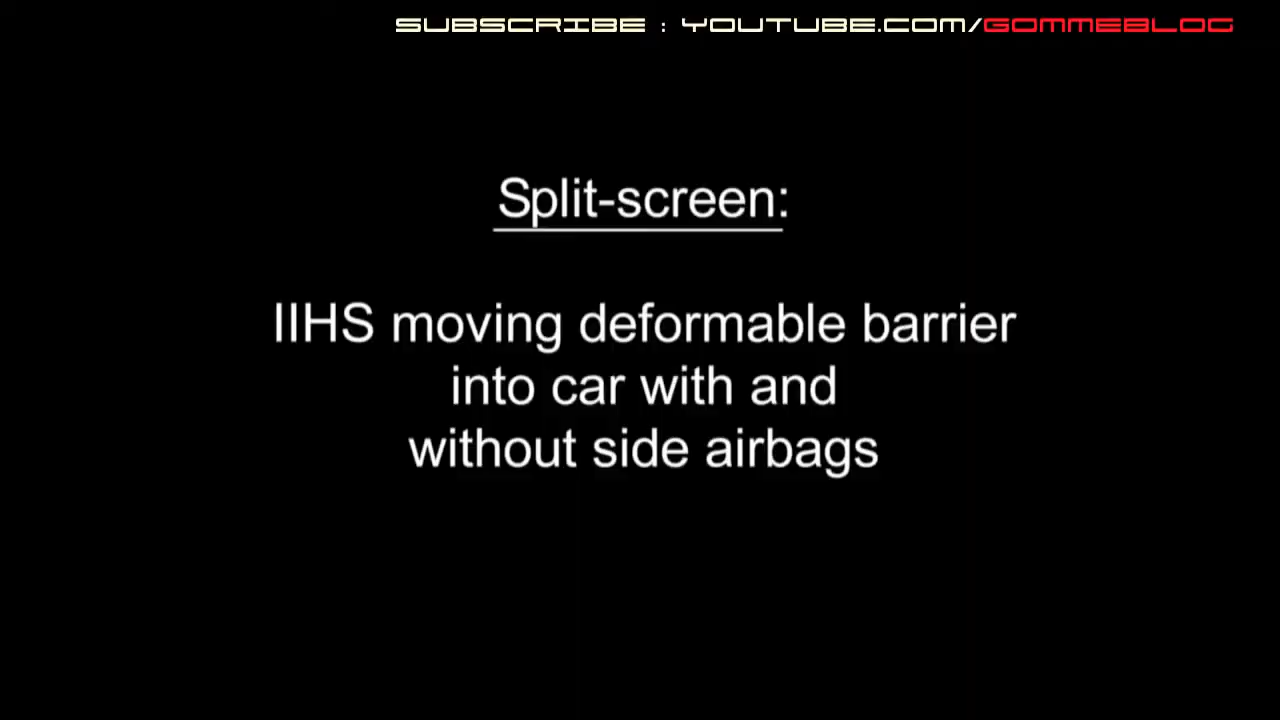 SUBSCRIBE : YOUTUBE.COM/GOMMEBLOG
Split-screen:
IIHS moving deformable barrier
into car with and
without side airbags